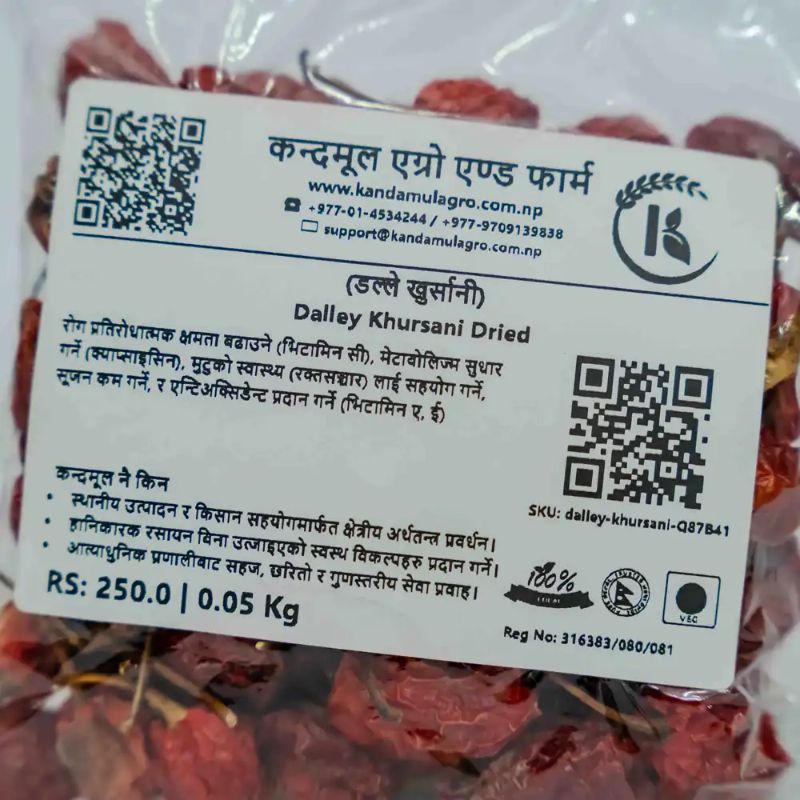 कन्दमूल एग्रो एण्ड फार्म
www.kandamulagro.com.np
+977-01-4534244 / +977-9709139838
support@kandamulagro.com.np
(डल्ले खुर्सानी)
Dalley Khursani Dried
रोग प्रतिरोधात्मक क्षमता बढाउने (भिटामिन सी), मेटाबोलिज्म सुधार
गर्ने (क्याप्साइसिन), मुटुको स्वास्थ्य (रक्तसञ्चार) लाई सहयोग गर्ने,
सूजन कम गर्ने, र एन्टिअक्सिडेन्ट प्रदान गर्ने (भिटामिन ए, ई)
SKU: dalley-khursani-Q87B41
कन्दमूल नै किन
• स्थानीय उत्पादन र किसान सहयोगमार्फत क्षेत्रीय अर्थतन्त्र प्रवर्धन।
• हानिकारक रसायन विना उत्जाइएको स्वस्थ विकल्पहरु प्रदान गर्ने।
• आत्याधुनिक प्रणालीबाट सहज, छरितो र गुणस्तरीय सेवा प्रवाह।
RS: 250.0 | 0.05 Kg
100%
VEG
Reg No: 316383/080/081